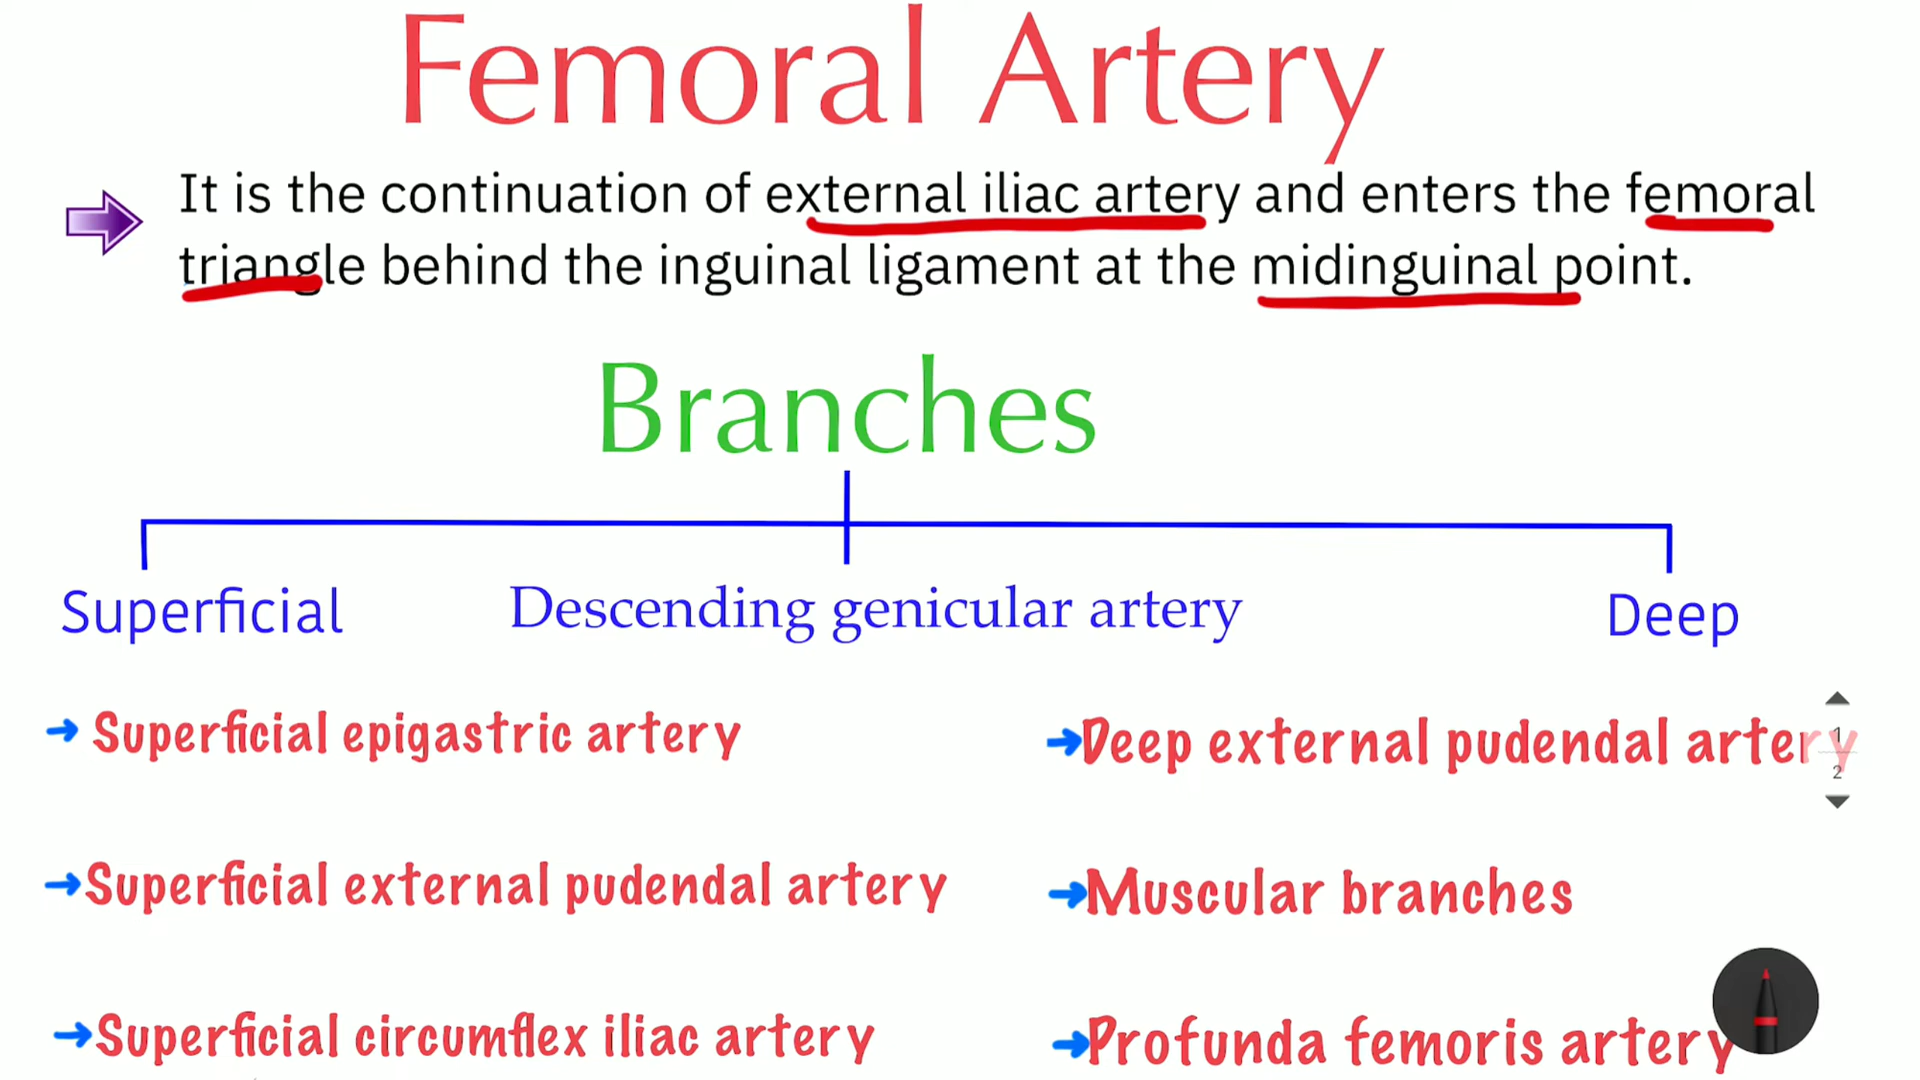 Femoral Artery
It is the continuation of external iliac artery and enters the femoral
triangle behind the inguinal ligament at the midinguinal point.
Branches
Superficial
Descending genicular artery
Deep
Superficial epigastric artery
Superficial external pudendal artery
Superficial circumflex iliac artery
Deep external pudendal artery
Muscular branches
Profunda femoris artery
1
2